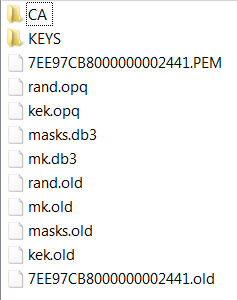 CA
KEYS
7EE97CB8000000002441.PEM
rand.opq
kek.opq
masks.db3
mk.db3
rand.old
mk.old
masks.old
kek.old
7EE97CB8000000002441.old